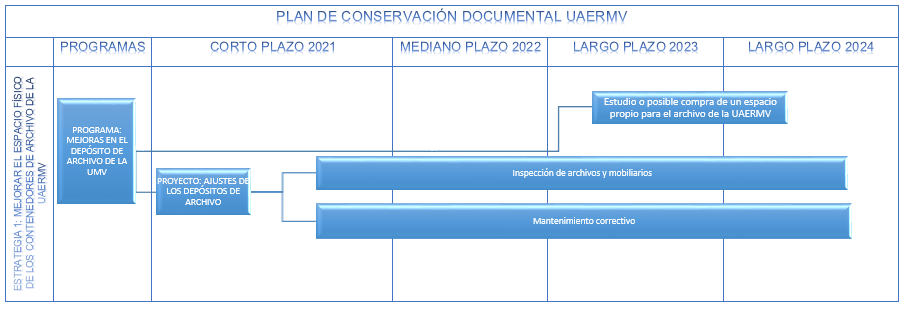 PLAN DE CONSERVACIÓN DOCUMENTAL UAERMV
PROGRAMAS
CORTO PLAZO 2021
MEDIANO PLAZO 2022
LARGO PLAZO 2023
LARGO PLAZO 2024
ESTRATEGIA 1: MEJORAR EL ESPACIO FÍSICO
DE LOS CONTENEDORES DE ARCHIVO DE LA
UAERMV
PROGRAMA:
MEJORAS EN EL
DEPÓSITO DE
ARCHIVO DE LA
UMV
Estudio o posible compra de un espacio
propio para el archivo de la UAERMV
PROYECTO: AJUSTES DE
LOS DEPÓSITOS DE
ARCHIVO
Inspección de archivos y mobiliarios
Mantenimiento correctivo